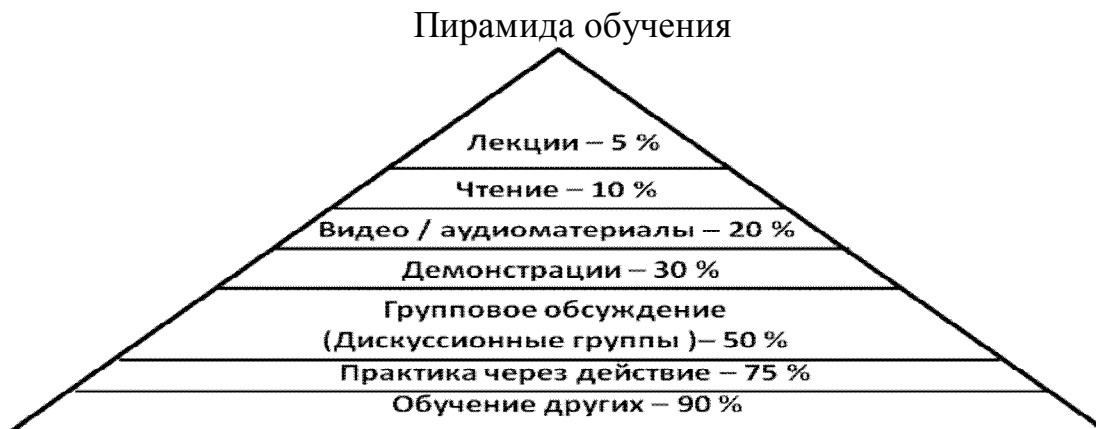 Пирамида обучения
Лекции – 5 %
Чтение – 10 %
Видео / аудиоматериалы – 20 %
Демонстрации – 30 %
Групповое обсуждение
(Дискуссионные группы )– 50 %
Практика через действие – 75 %
Обучение других – 90 %